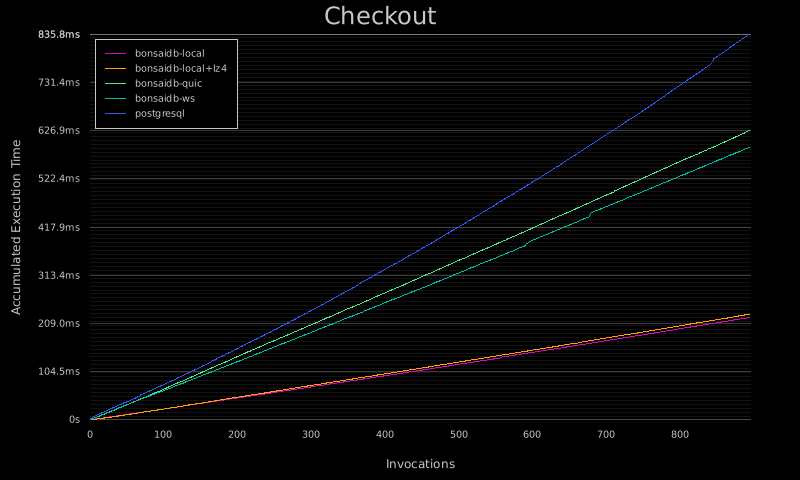 Checkout
835.8ms
731.4ms
626.9ms
522.4ms
417.9ms
313.4ms
209.0ms
104.5ms
0s
Accumulated Execution Time
bonsaidb-local
bonsaidb-local+lz4
bonsaidb-quic
bonsaidb-ws
postgresql
0 100 200 300 400 500 600 700 800
Invocations